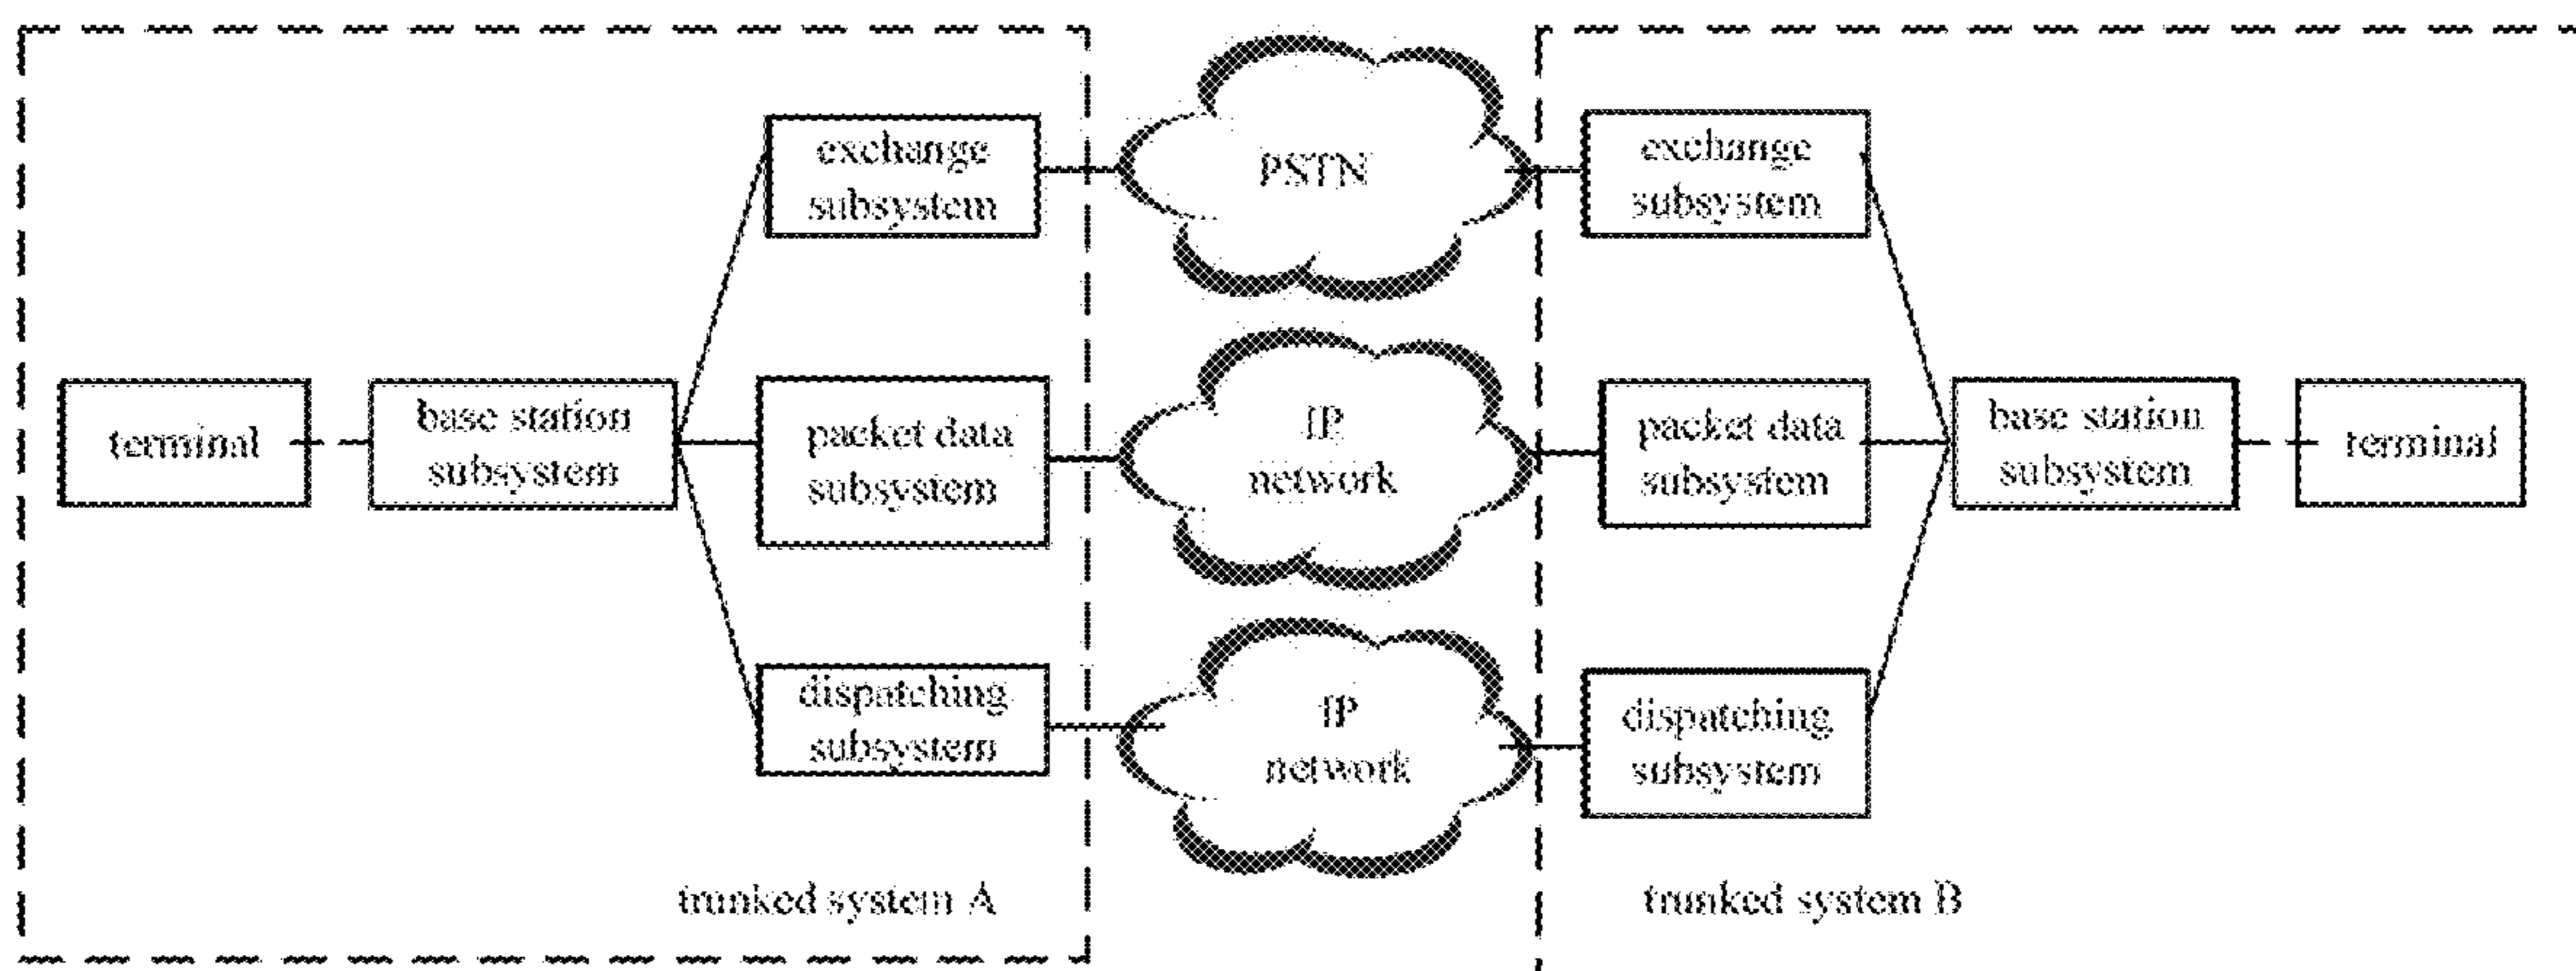 exchange
subsystem
PSTN
exchange
subsystem
terminal
base station
subsystem
packet data
subsystem
IP
network
packet data
subsystem
base station
subsystem
terminal
dispatching
subsystem
IP
network
dispatching
subsystem
trunked system A
trunked system B